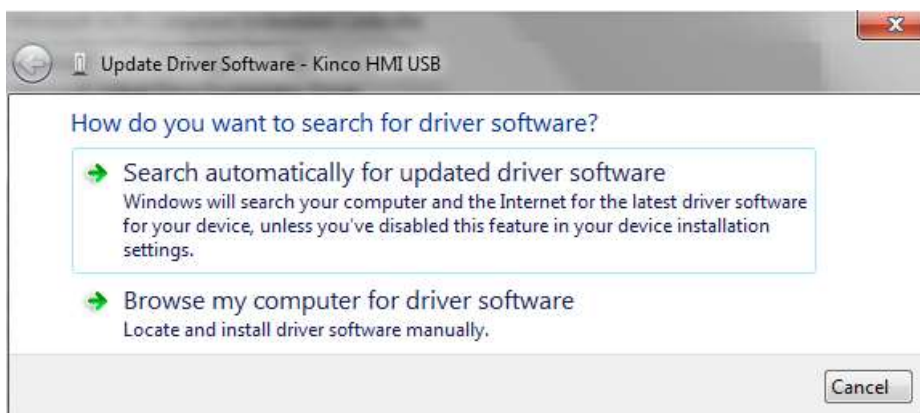 Update Driver Software - Kinco HMI USB
How do you want to search for driver software?
Search automatically for updated driver software
Windows will search your computer and the Internet for the latest driver software
for your device, unless you've disabled this feature in your device installation
settings.
Browse my computer for driver software
Locate and install driver software manually.
Cancel